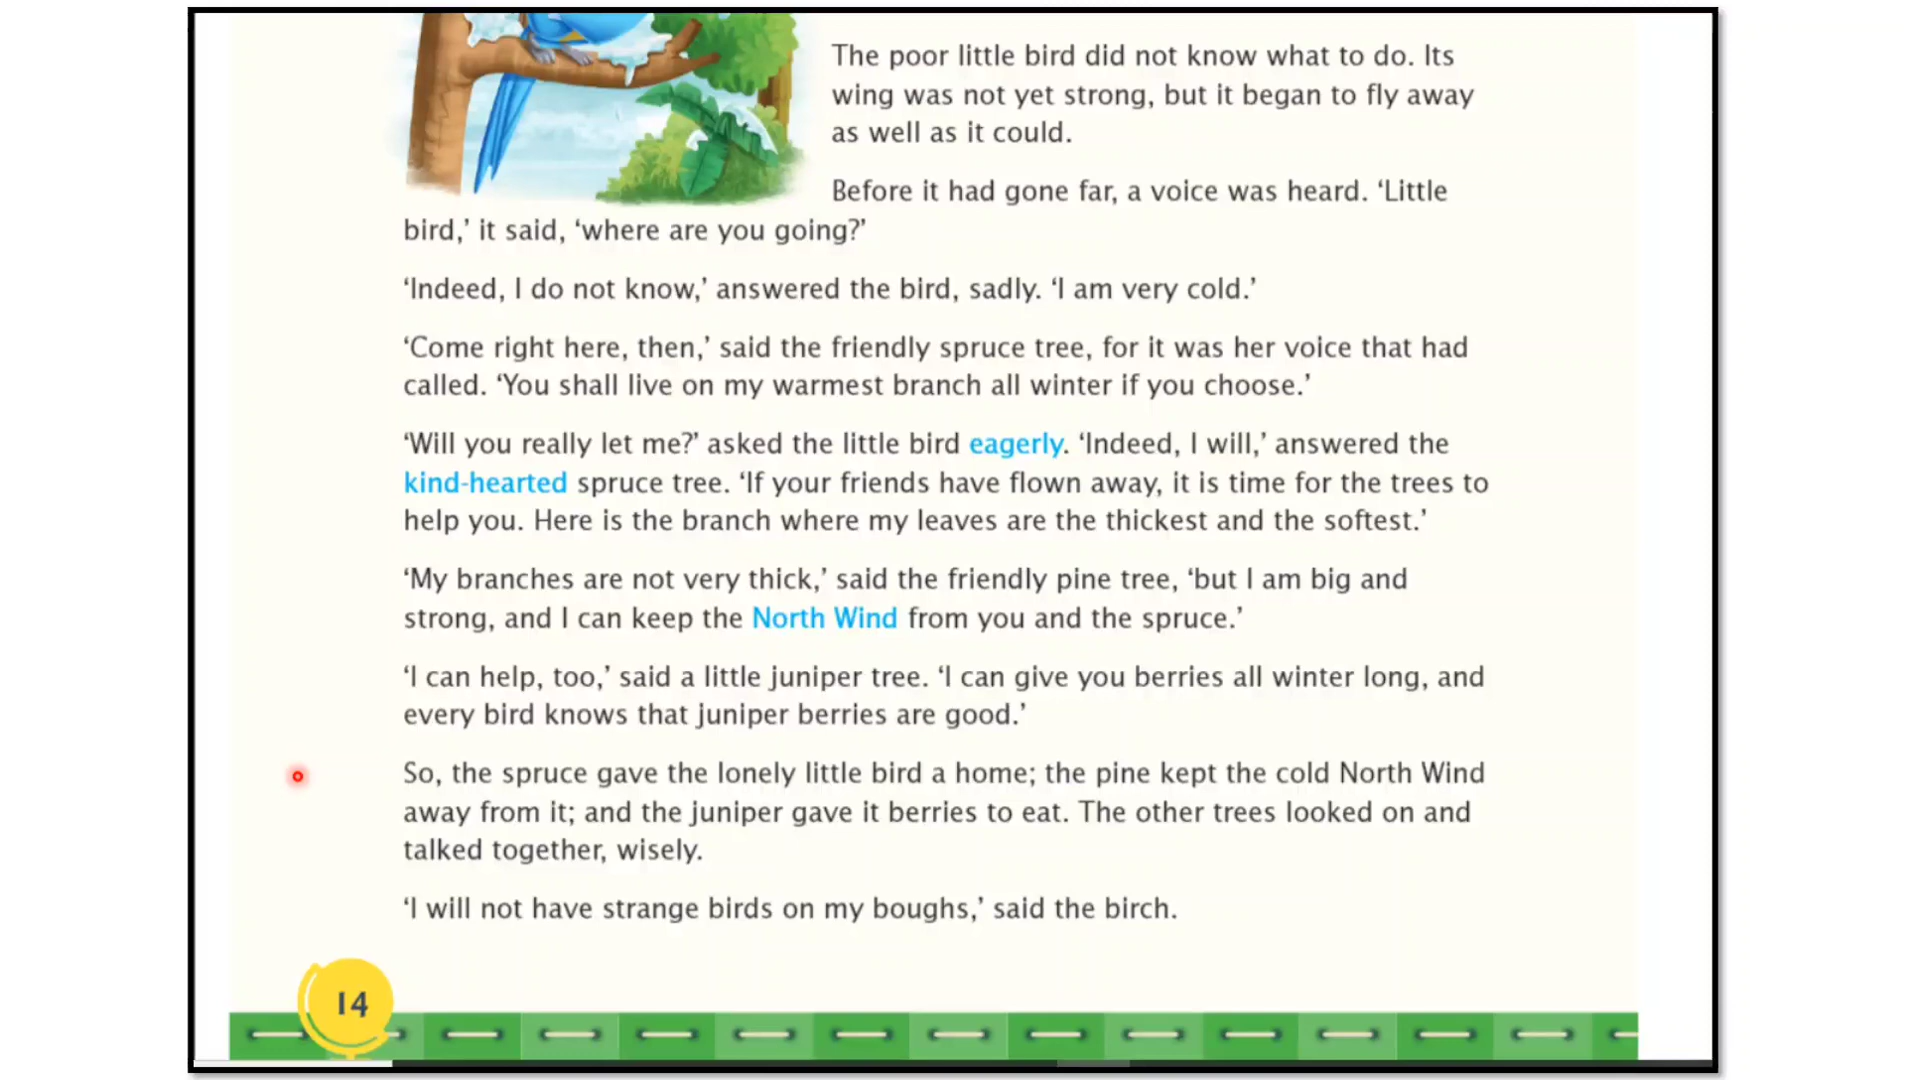 The poor little bird did not know what to do. Its
wing was not yet strong, but it began to fly away
as well as it could.
Before it had gone far, a voice was heard. ‘Little
bird,’ it said, ‘where are you going?’
‘Indeed, I do not know,’ answered the bird, sadly. ‘I am very cold.’
‘Come right here, then,’ said the friendly spruce tree, for it was her voice that had
called. ‘You shall live on my warmest branch all winter if you choose.’
‘Will you really let me?’ asked the little bird eagerly. ‘Indeed, I will,’ answered the
kind-hearted spruce tree. ‘If your friends have flown away, it is time for the trees to
help you. Here is the branch where my leaves are the thickest and the softest.’
‘My branches are not very thick,’ said the friendly pine tree, ‘but I am big and
strong, and I can keep the North Wind from you and the spruce.’
‘I can help, too,’ said a little juniper tree. ‘I can give you berries all winter long, and
every bird knows that juniper berries are good.’
So, the spruce gave the lonely little bird a home; the pine kept the cold North Wind
away from it; and the juniper gave it berries to eat. The other trees looked on and
talked together, wisely.
‘I will not have strange birds on my boughs,’ said the birch.
14